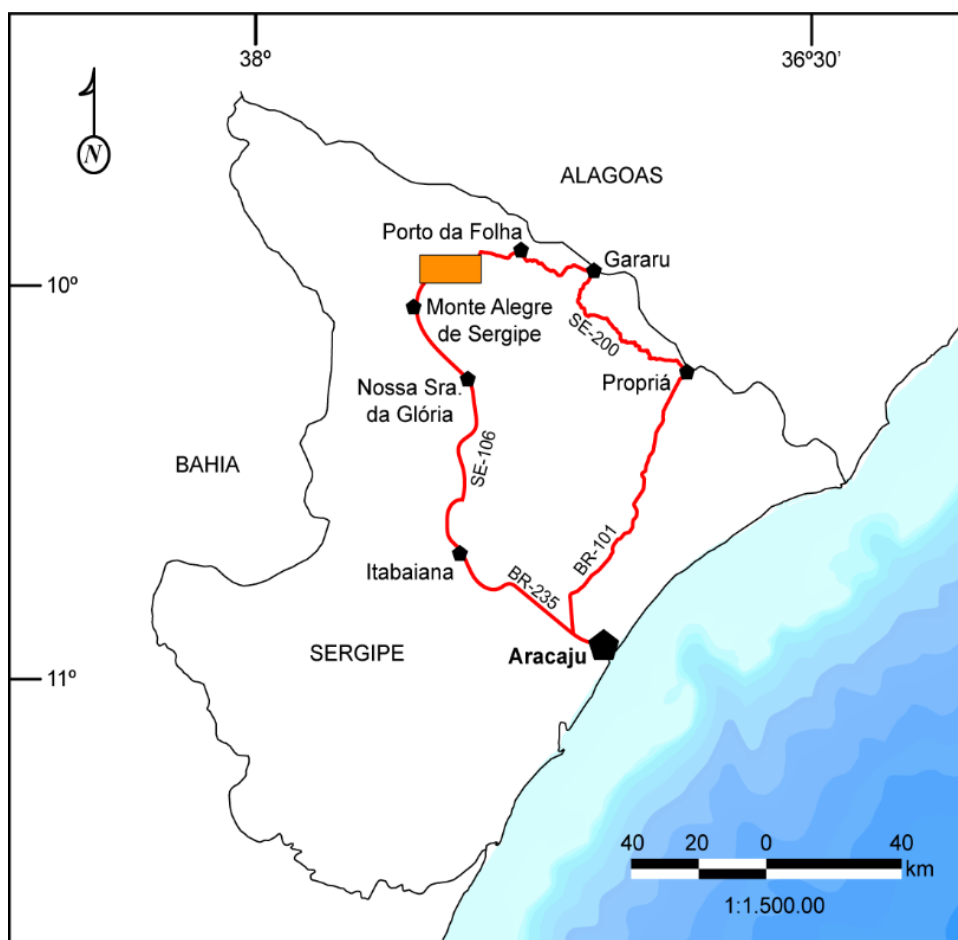 38º
36º30'
N
ALAGOAS
Porto da Folha
Gararu
10º
Monte Alegre
de Sergipe
SE-200
Propriá
Nossa Sra.
da Glória
BAHIA
SE-106
BR-101
Itabaiana
BR-235
SERGIPE
Aracaju
11º
40 20 0 40
km
1:1.500.00